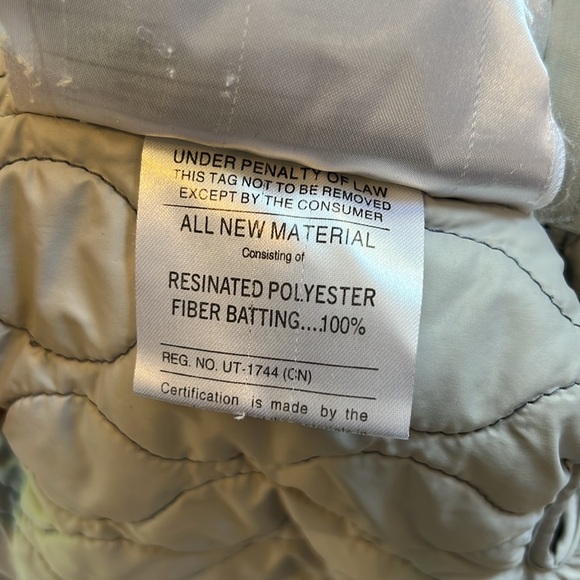 UNDER PENALTY OF LAW
THIS TAG NOT TO BE REMOVED
EXCEPT BY THE CONSUMER
ALL NEW MATERIAL
Consisting of
RESINATED POLYESTER
FIBER BATTING....100%
REG. NO. UT-1744 (CN)
Certification is made by the